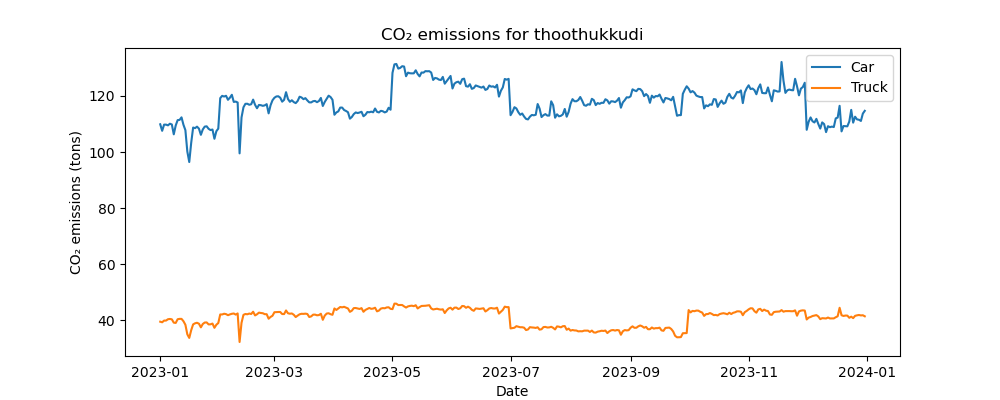 CO₂ emissions for thoothukkudi
Car
Truck
CO₂ emissions (tons)
120
100
80
60
40
2023-01 2023-03 2023-05 2023-07 2023-09 2023-11 2024-01
Date